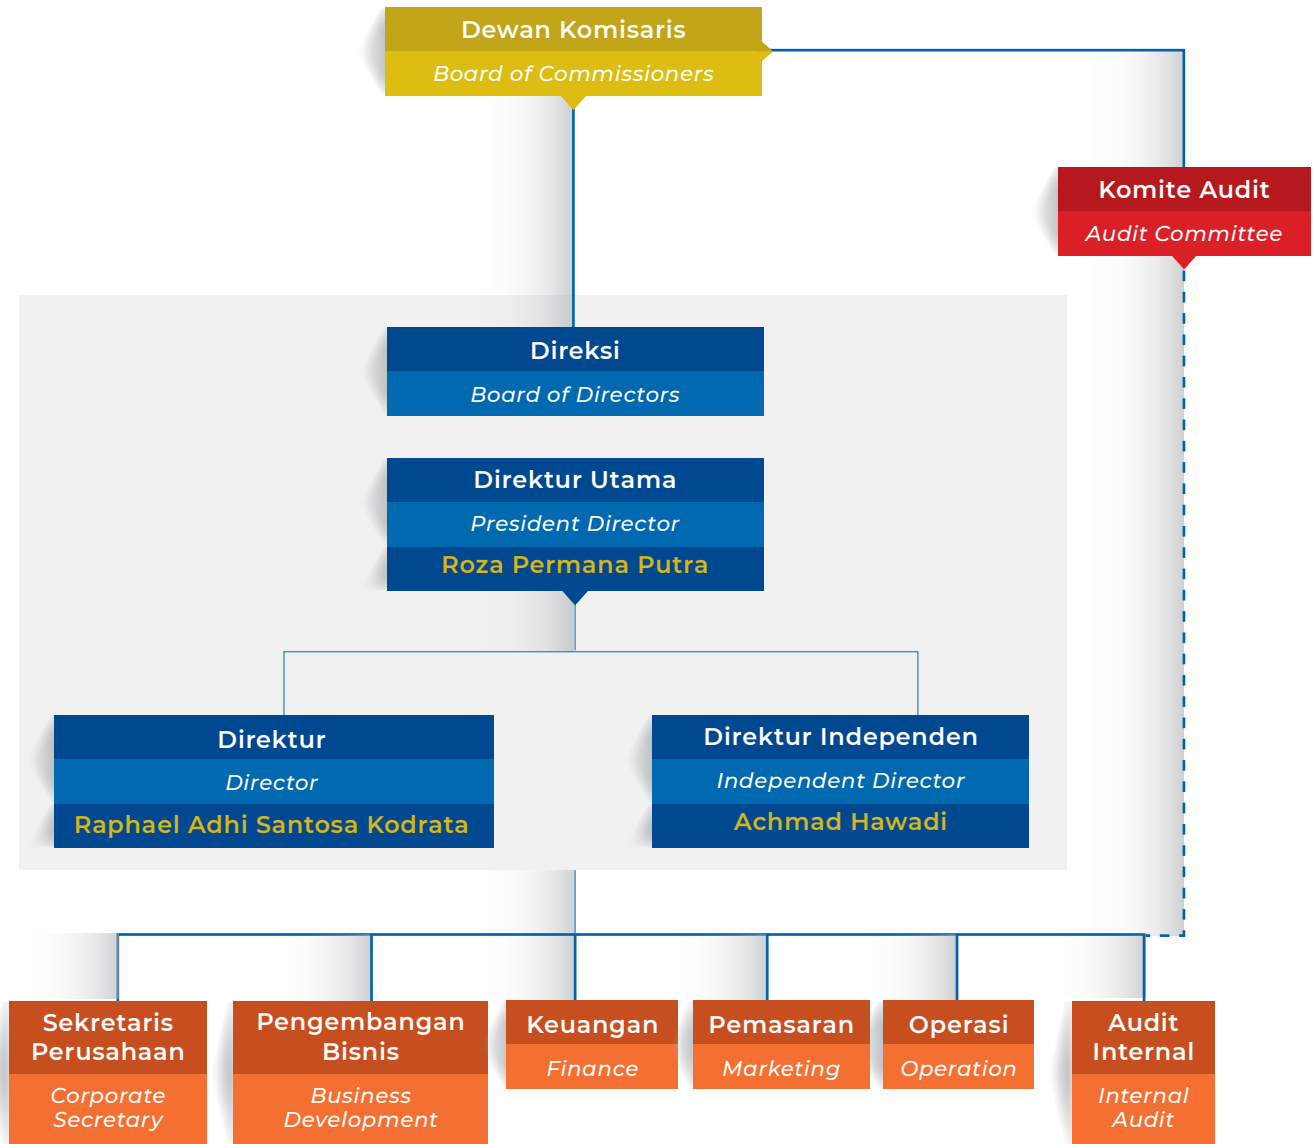 Dewan Komisaris
Board of Commissioners
Komite Audit
Audit Committee
Direksi
Board of Directors
Direktur Utama
President Director
Roza Permana Putra
Direktur
Director
Raphael Adhi Santosa Kodrata
Direktur Independen
Independent Director
Achmad Hawadi
Sekretaris
Perusahaan
Corporate
Secretary
Pengembangan
Bisnis
Business
Development
Keuangan
Finance
Pemasaran
Marketing
Operasi
Operation
Audit
Internal
Internal
Audit